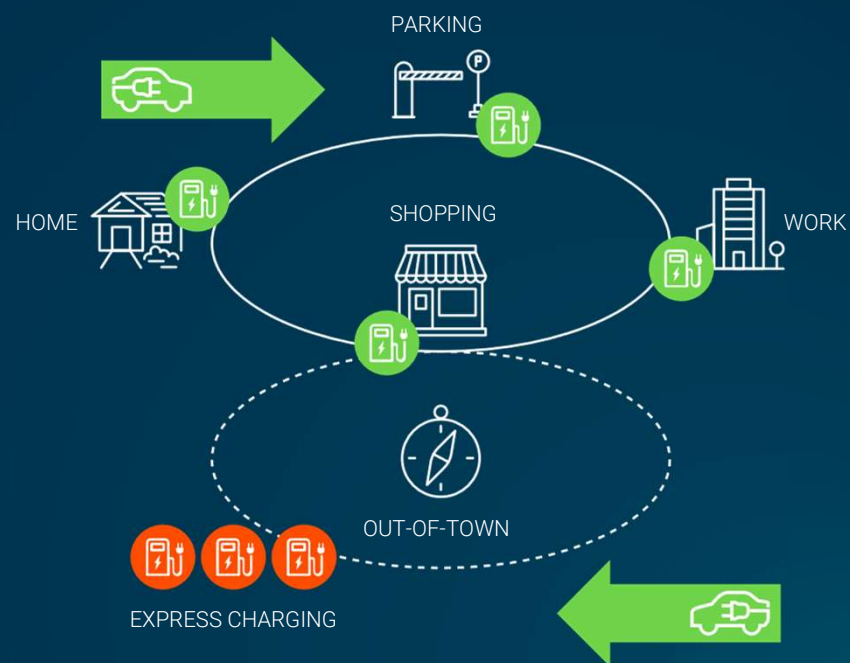 PARKING
P
HOME
SHOPPING
WORK
OUT-OF-TOWN
EXPRESS CHARGING